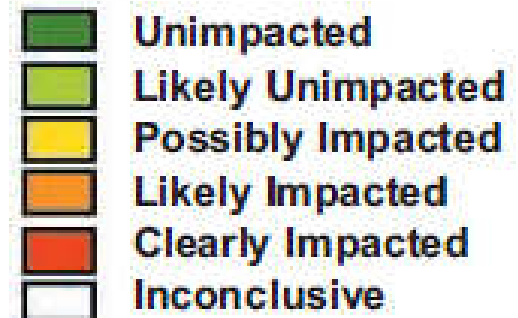 Unimpacted
Likely Unimpacted
Possibly Impacted
Likely Impacted
Clearly Impacted
Inconclusive